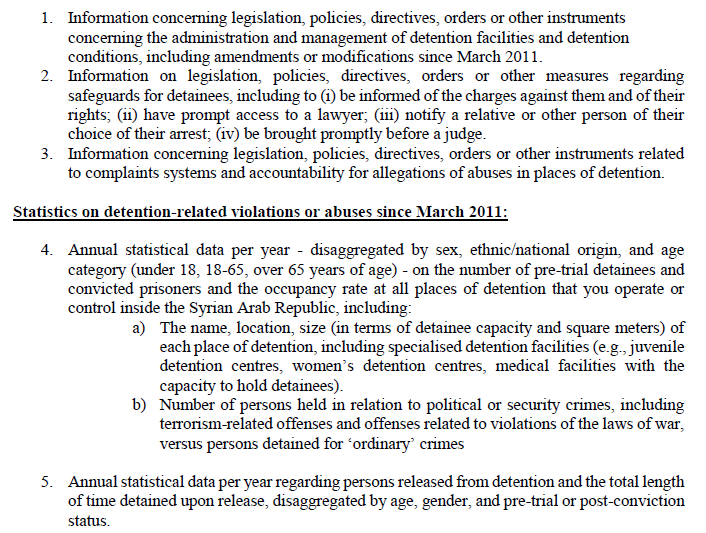 1. Information concerning legislation, policies, directives, orders or other instruments
concerning the administration and management of detention facilities and detention
conditions, including amendments or modifications since March 2011.
2. Information on legislation, policies, directives, orders or other measures regarding
safeguards for detainees, including to (i) be informed of the charges against them and of their
rights; (ii) have prompt access to a lawyer; (iii) notify a relative or other person of their
choice of their arrest; (iv) be brought promptly before a judge.
3. Information concerning legislation, policies, directives, orders or other instruments related
to complaints systems and accountability for allegations of abuses in places of detention.
Statistics on detention-related violations or abuses since March 2011:
4. Annual statistical data per year - disaggregated by sex, ethnic/national origin, and age
category (under 18, 18-65, over 65 years of age) - on the number of pre-trial detainees and
convicted prisoners and the occupancy rate at all places of detention that you operate or
control inside the Syrian Arab Republic, including:
a) The name, location, size (in terms of detainee capacity and square meters) of
each place of detention, including specialised detention facilities (e.g., juvenile
detention centres, women's detention centres, medical facilities with the
capacity to hold detainees).
b) Number of persons held in relation to political or security crimes, including
terrorism-related offenses and offenses related to violations of the laws of war,
versus persons detained for 'ordinary' crimes
5. Annual statistical data per year regarding persons released from detention and the total length
of time detained upon release, disaggregated by age, gender, and pre-trial or post-conviction
status.